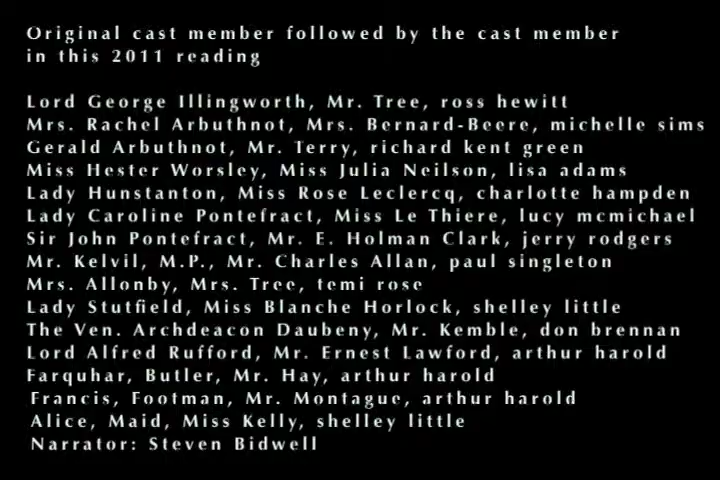 Original cast member followed by the cast member
in this 2011 reading
Lord George Illingworth, Mr. Tree, ross hewitt
Mrs. Rachel Arbuthnot, Mrs. Bernard-Beere, michelle sims
Gerald Arbuthnot, Mr. Terry, richard kent green
Miss Hester Worsley, Miss Julia Neilson, lisa adams
Lady Hunstanton, Miss Rose Leclercq, charlotte hampden
Lady Caroline Pontefract, Miss Le Thiere, lucy mcmichael
Sir John Pontefract, Mr. E. Holman Clark, jerry rodgers
Mr. Kelvil, M.P., Mr. Charles Allan, paul singleton
Mrs. Allonby, Mrs. Tree, temi rose
Lady Stutfield, Miss Blanche Horlock, shelley little
The Ven. Archdeacon Daubeny, Mr. Kemble, don brennan
Lord Alfred Rufford, Mr. Ernest Lawford, arthur harold
Farquhar, Butler, Mr. Hay, arthur harold
Francis, Footman, Mr. Montague, arthur harold
Alice, Maid, Miss Kelly, shelley little
Narrator: Steven Bidwell